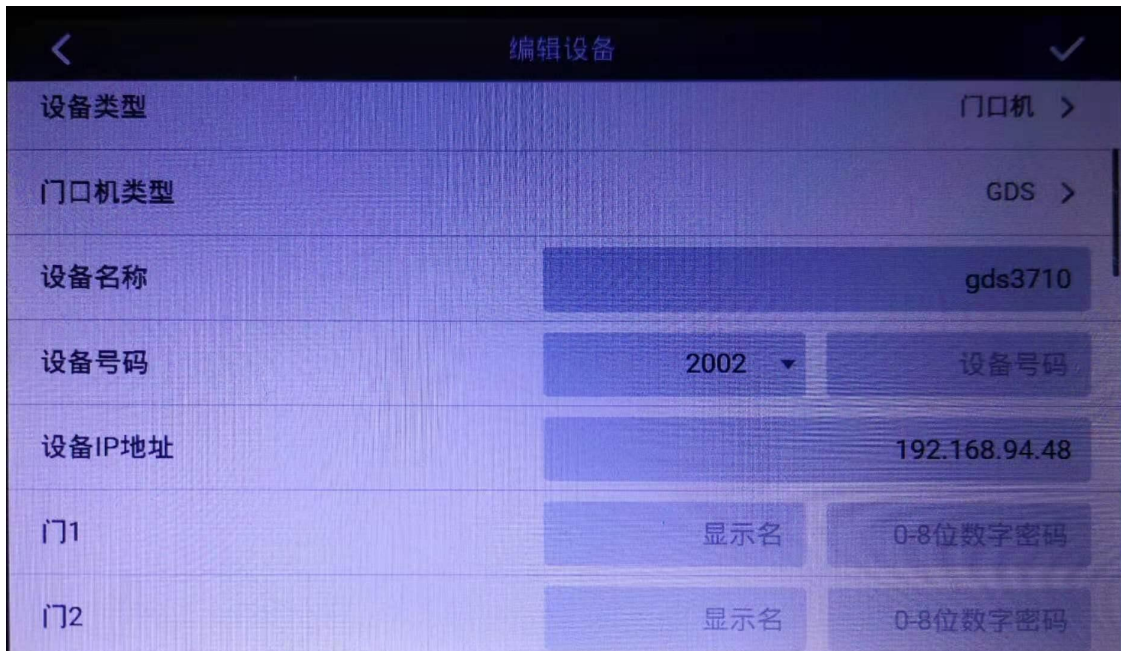 编辑设备
设备类型 门口机
门口机类型 GDS
设备名称 gds3710
设备号码 2002 设备号码
设备IP地址 192.168.94.48
门1 显示名 0-8位数字密码
门2 显示名 0-8位数字密码